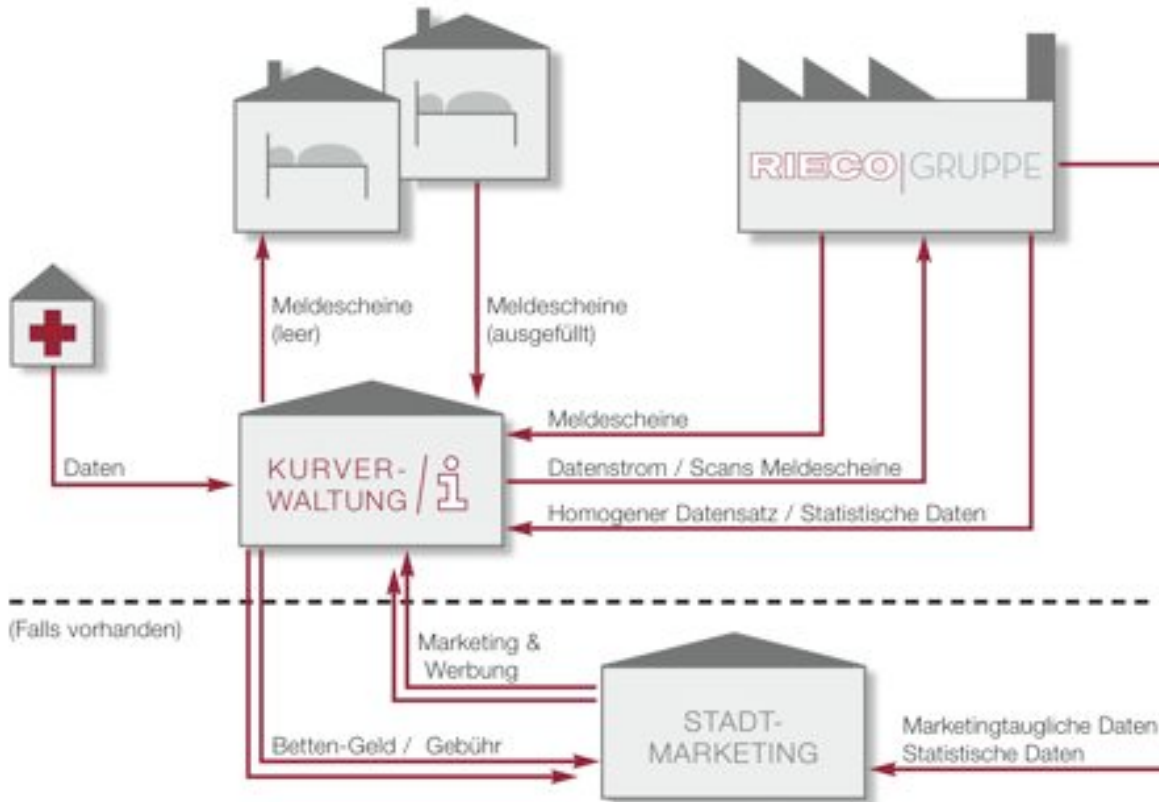 RIECO|GRUPPE
Meldescheine
(leer)
Meldescheine
(ausgefüllt)
Meldescheine
Daten
KURVER-
WALTUNG /i
Datenstrom / Scans Meldescheine
Homogener Datensatz / Statistische Daten
(Falls vorhanden)
Marketing &
Werbung
STADT-
MARKETING
Marketingtaugliche Daten
Statistische Daten
Betten-Geld / Gebühr